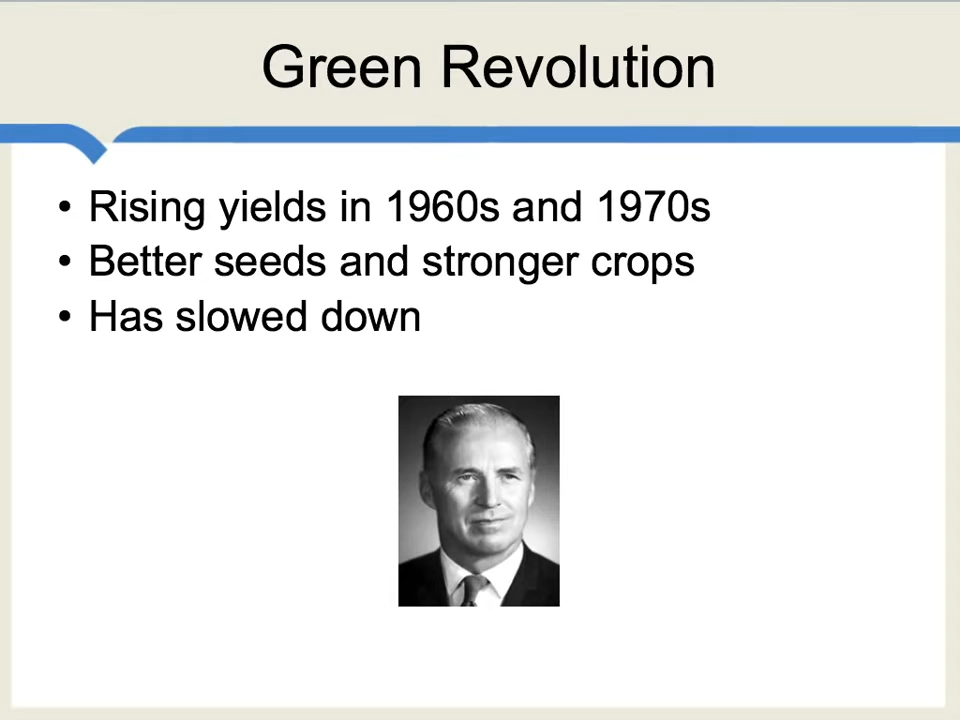 Green Revolution
• Rising yields in 1960s and 1970s
• Better seeds and stronger crops
• Has slowed down